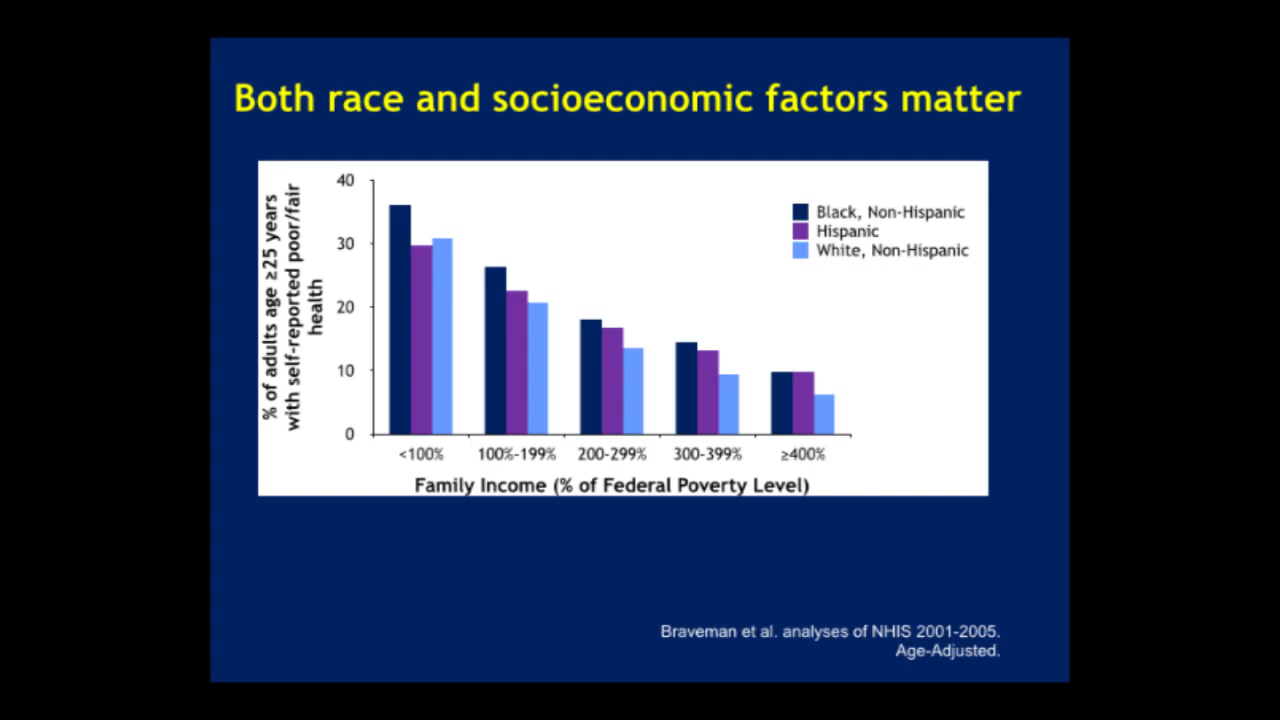 Both race and socioeconomic factors matter
% of adults age ≥25 years
with self-reported poor/fair
health
40
30
20
10
0
Black, Non-Hispanic
Hispanic
White, Non-Hispanic
<100%
100%-199%
200-299%
300-399%
≥400%
Family Income (% of Federal Poverty Level)
Braveman et al. analyses of NHIS 2001-2005.
Age-Adjusted.